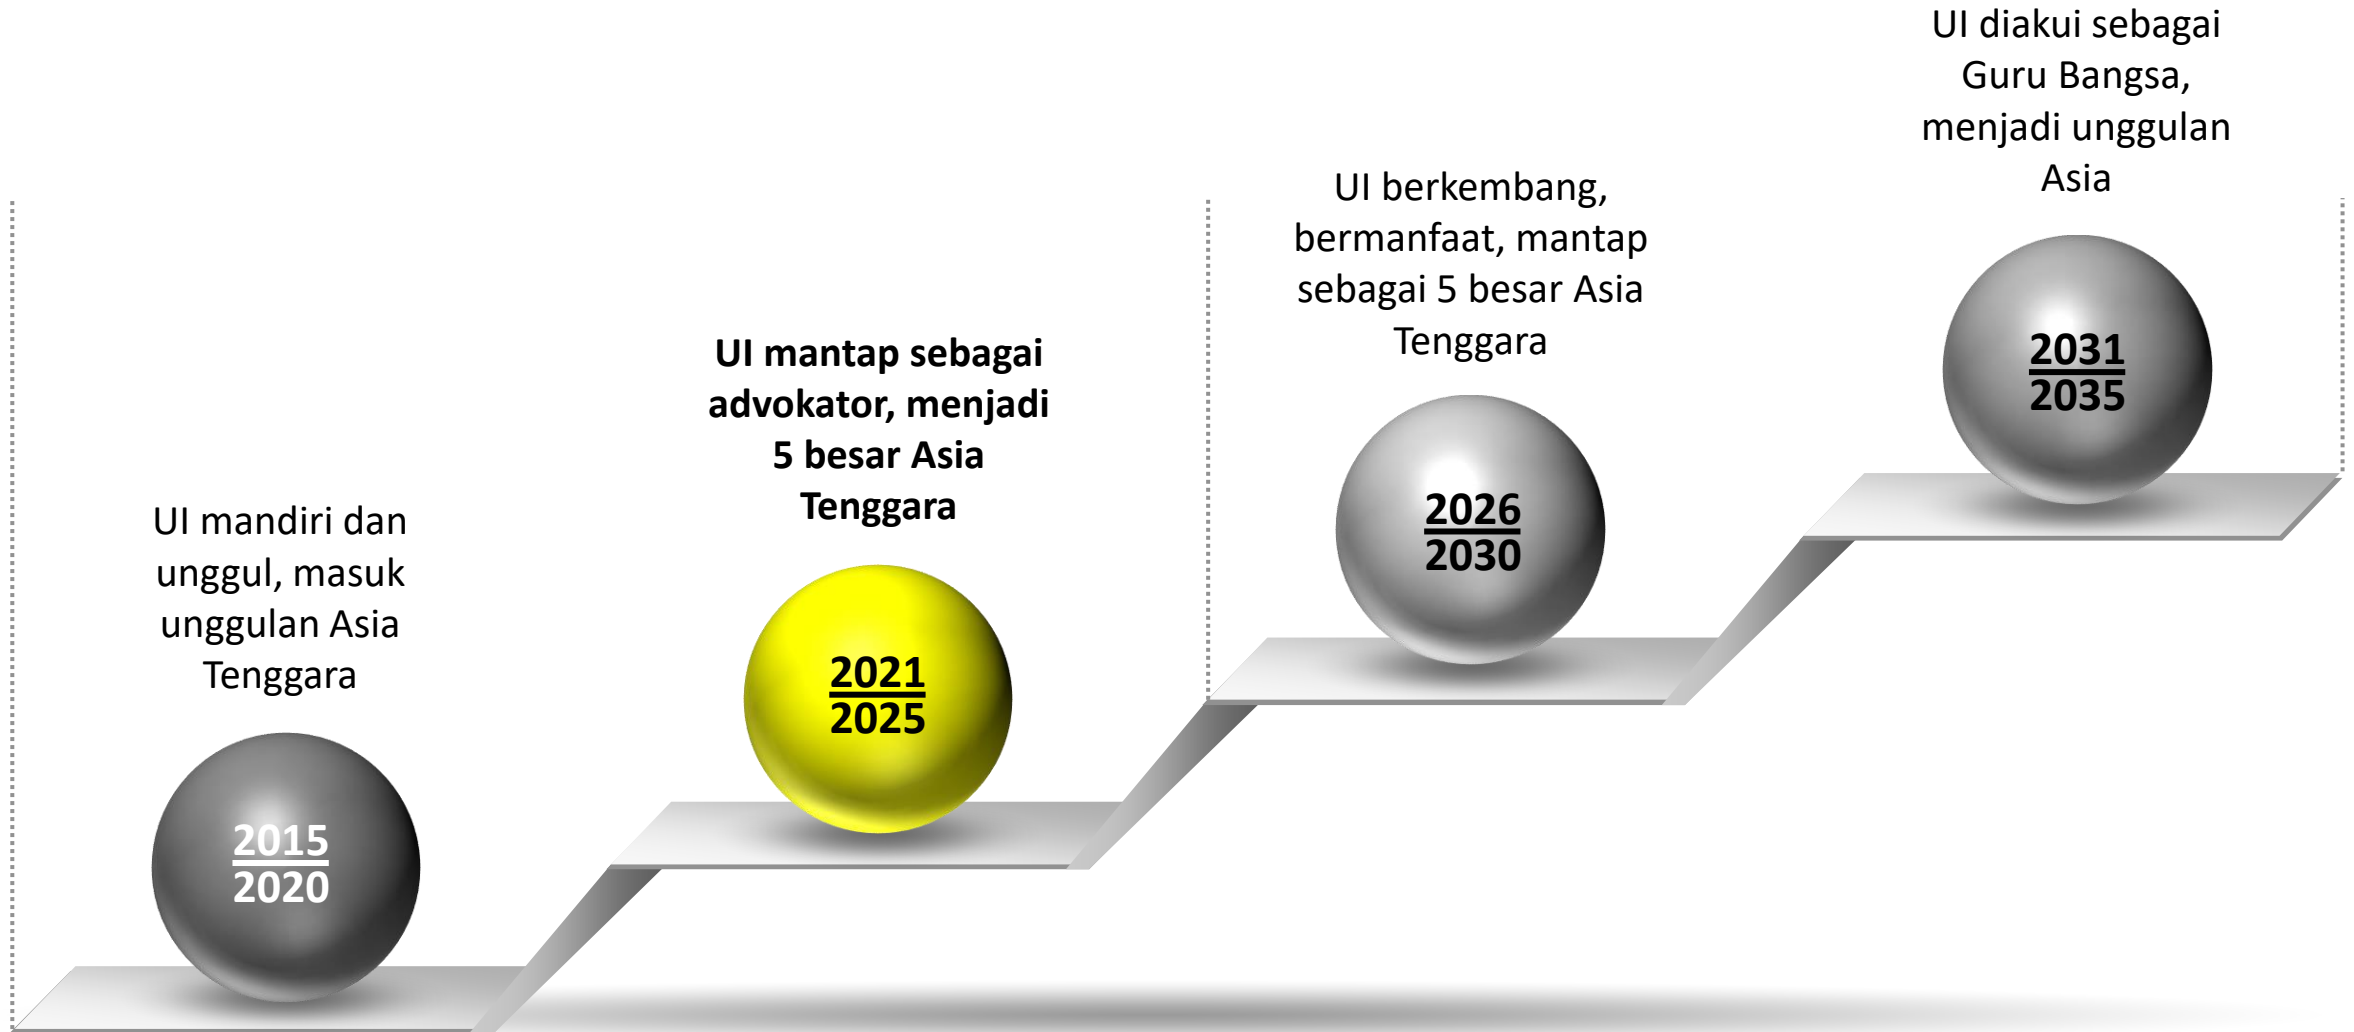 UI mandiri dan
unggul, masuk
unggulan Asia
Tenggara
2015
2020
UI mantap sebagai
advokator, menjadi
5 besar Asia
Tenggara
2021
2025
UI berkembang,
bermanfaat, mantap
sebagai 5 besar Asia
Tenggara
2026
2030
UI diakui sebagai
Guru Bangsa,
menjadi unggulan
Asia
2031
2035